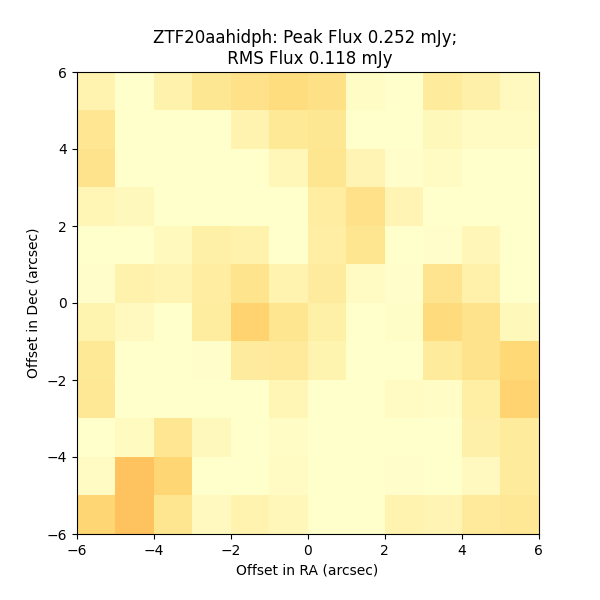 ZTF20aahidph: Peak Flux 0.252 mJy;
RMS Flux 0.118 mJy
6
4
2
0
−2
−4
−6
Offset in Dec (arcsec)
−6 −4 −2 0 2 4 6
Offset in RA (arcsec)